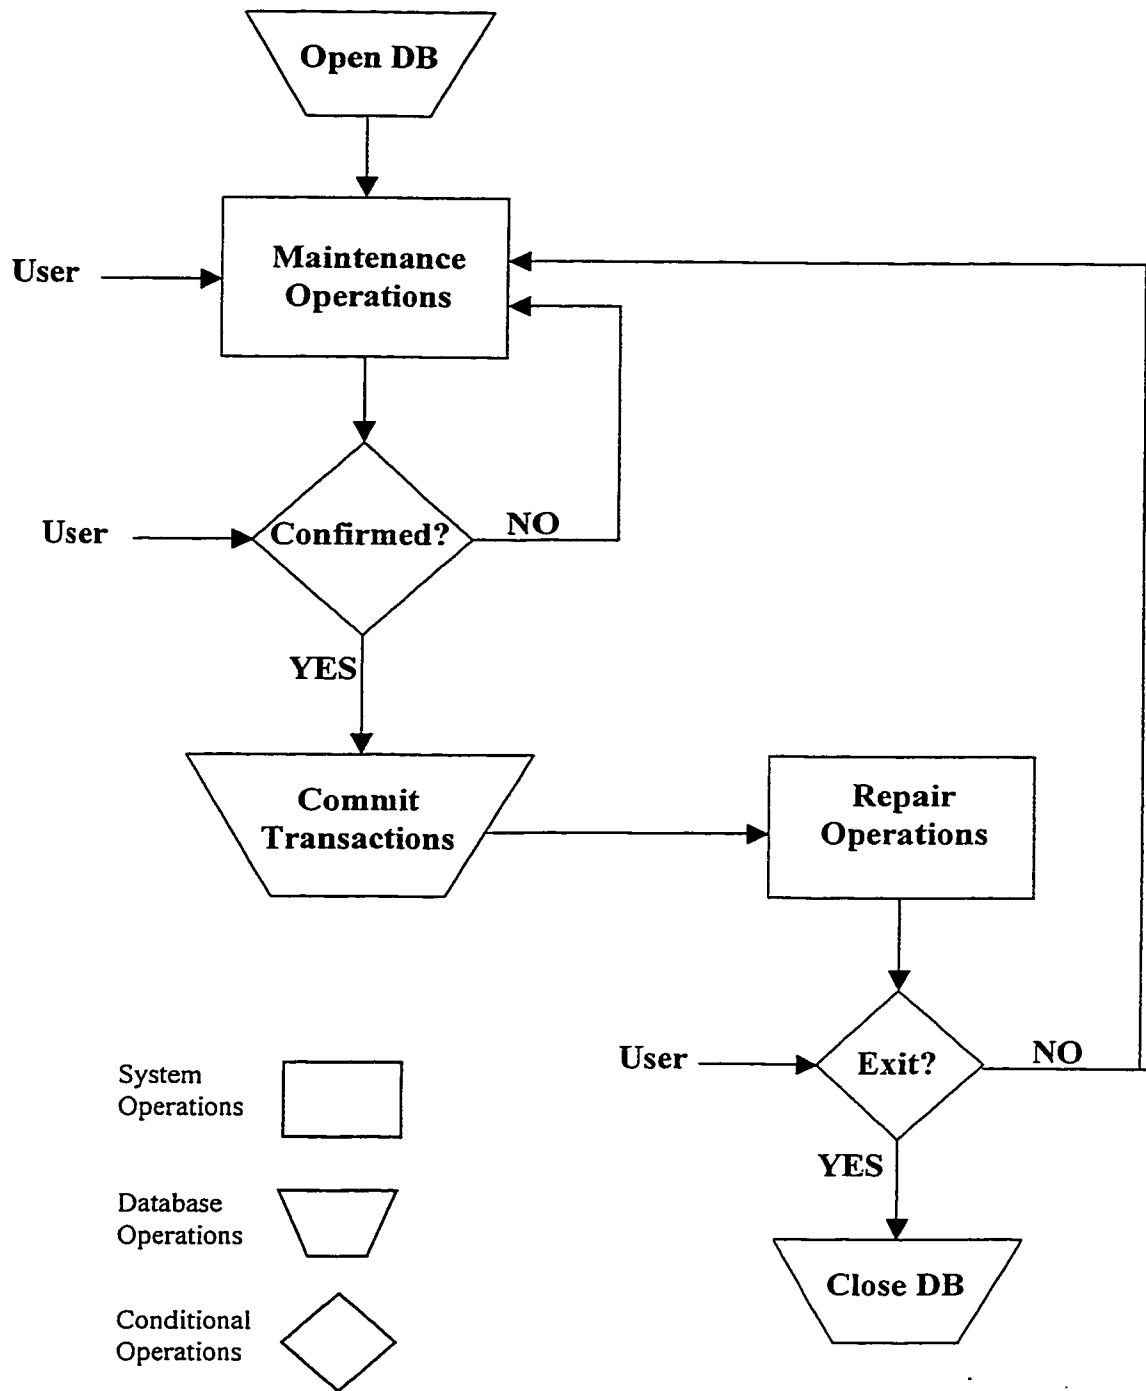 Open DB
User
Maintenance
Operations
User
Confirmed?
NO
YES
Commit
Transactions
Repair
Operations
User
Exit?
NO
YES
Close DB
System
Operations
Database
Operations
Conditional
Operations